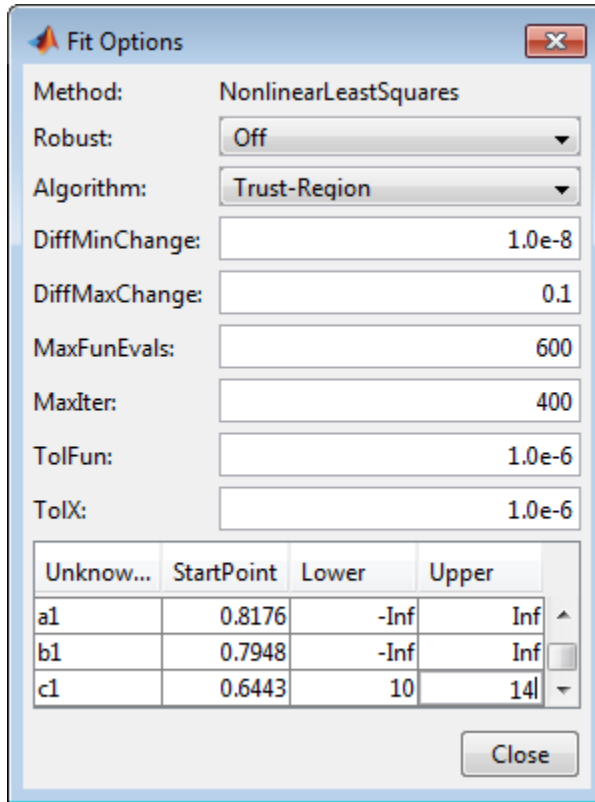 Fit Options
Method: NonlinearLeastSquares
Robust: Off
Algorithm: Trust-Region
DiffMinChange: 1.0e-8
DiffMaxChange: 0.1
MaxFunEvals: 600
MaxIter: 400
TolFun: 1.0e-6
TolX: 1.0e-6
Unknow... StartPoint Lower Upper
a1 0.8176 -Inf Inf
b1 0.7948 -Inf Inf
c1 0.6443 10 14
Close